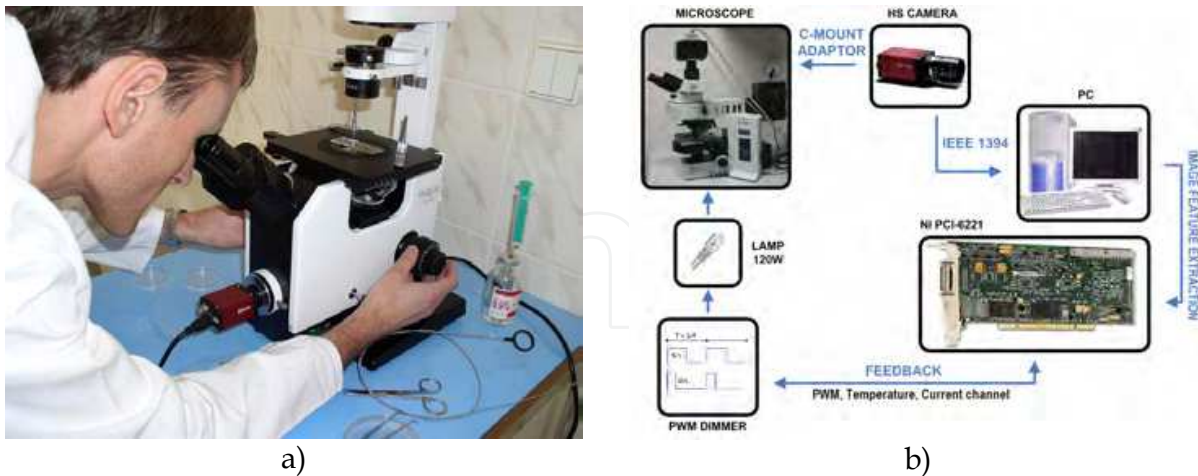 MICROSCOPE
HS CAMERA
C-MOUNT
ADAPTOR
PC
IEEE 1394
IMAGE FEATURE EXTRACTION
NI PCI-6221
LAMP
120W
FEEDBACK
PWM, Temperature, Current channel
PWM DIMMER
a)
b)